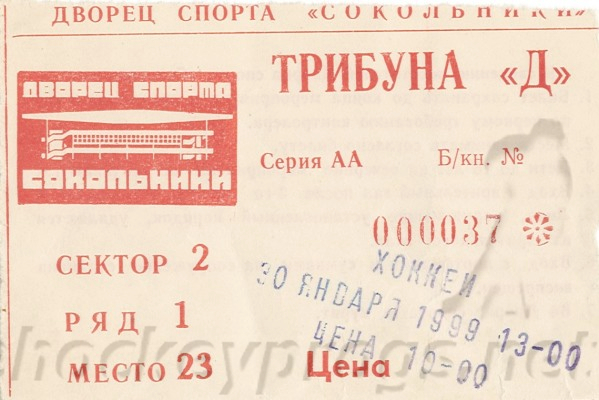 ДВОРЕЦ СПОРТА «СОКОЛЬНИКИ»
ТРИБУНА «Д»
ДВОРЕЦ СПОРТА
СОКОЛЬНИКИ
Серия АА Б/кн. №
000037
СЕКТОР 2
РЯД 1
МЕСТО 23
ХОККЕЙ
30 ЯНВАРЯ 1999 13-00
ЦЕНА 10-00
Цена